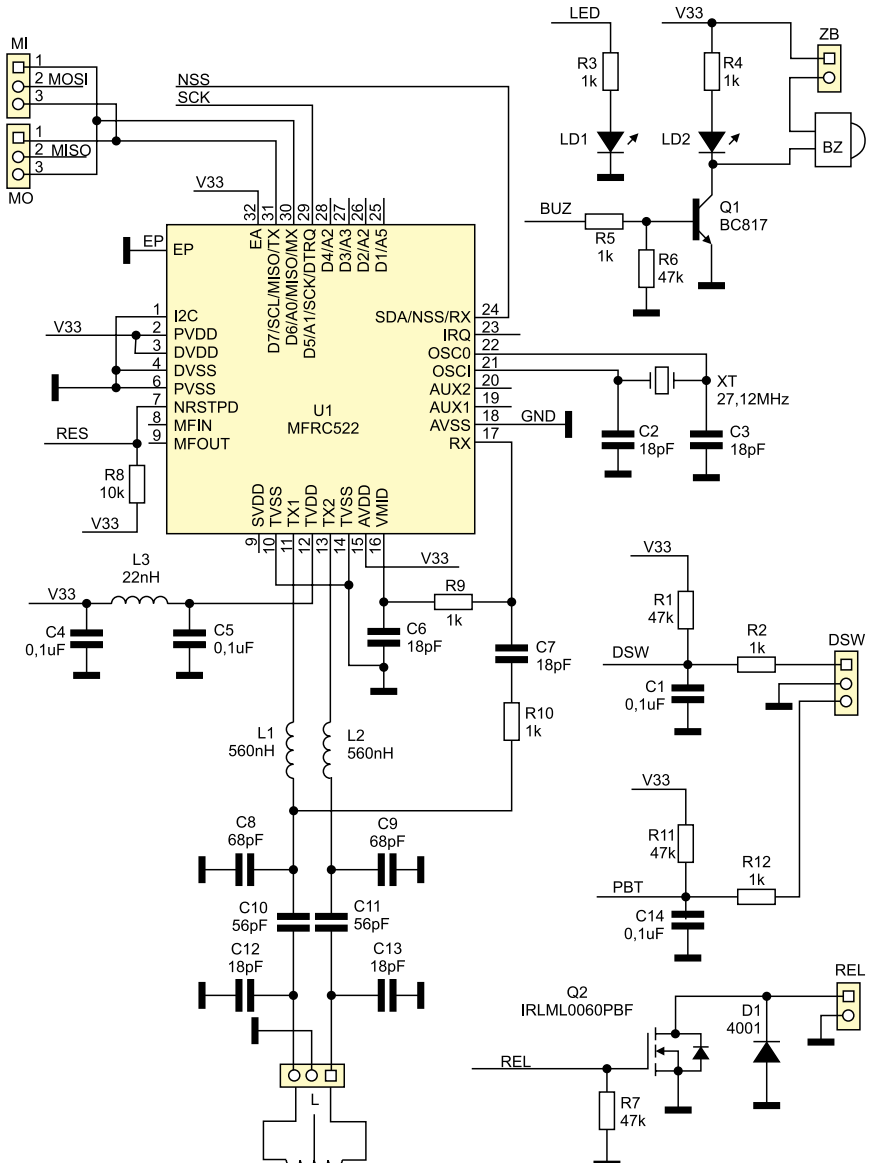 MI
1
2 MOSI
3
1
2 MISO
3
MO
NSS
SCK
V33
LED
R3
1k
LD1
V33
R4
1k
LD2
ZB
BZ
BUZ
R5
1k
R6
47k
Q1
BC817
EP
EP
32
31
30
29
28
27
26
25
EA
D7/SCL/MISO/TX
D6/A0/MISO/MX
D5/A1/SCK/DTRQ
D4/A2
D3/A3
D2/A2
D1/A5
V33
1 I2C
2 PVDD
3 DVDD
4 DVSS
6 PVSS
7 NRSTPD
8 MFIN
9 MFOUT
RES
R8
10k
V33
U1
MFRC522
SDA/NSS/RX 24
IRQ 23
OSC0 22
OSCI 21
AUX2 20
AUX1 19
AVSS 18
RX 17
GND
XT
27,12MHz
C2
18pF
C3
18pF
SVDD
TVSS
TX1
TVDD
TX2
TVSS
AVDD
VMID
9
10
11
12
13
14
15
16
V33
L3
22nH
V33
C4
0,1uF
C5
0,1uF
C6
18pF
R9
1k
C7
18pF
R10
1k
L1
560nH
L2
560nH
C8
68pF
C9
68pF
C10
56pF
C11
56pF
C12
18pF
C13
18pF
L
V33
R1
47k
DSW
C1
0,1uF
R2
1k
DSW
V33
R11
47k
PBT
C14
0,1uF
R12
1k
Q2
IRLML0060PBF
D1
4001
REL
REL
R7
47k